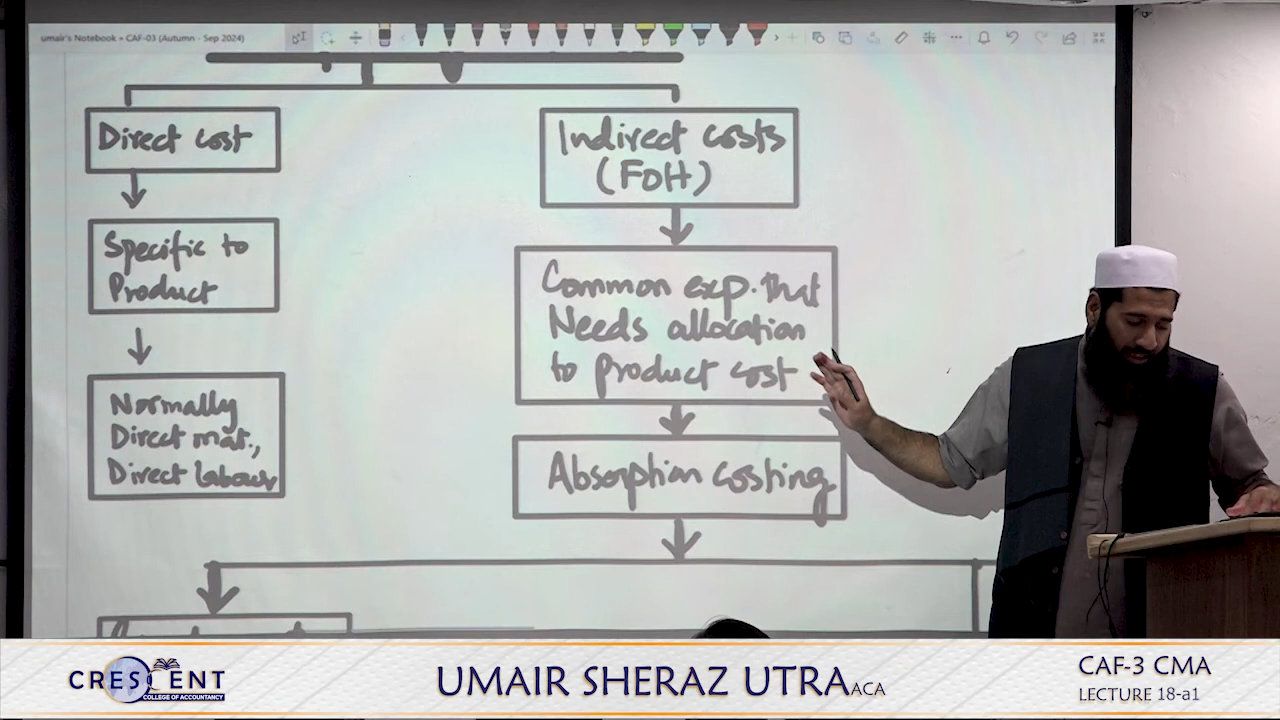 umair's Notebook » CAF-03 (Autumn - Sep 2024)
Direct cost
Indirect costs
(FOH)
Specific to
Product
Common exp. that
Needs allocation
to product cost
Normally
Direct mat.,
Direct labour
Absorption costing
CRESCENT
COLLEGE OF ACCOUNTANCY
UMAIR SHERAZ UTRA ACA
CAF-3 CMA
LECTURE 18-a1